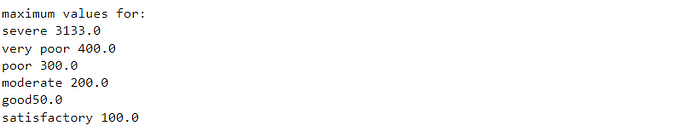 maximum values for:
severe 3133.0
very poor 400.0
poor 300.0
moderate 200.0
good50.0
satisfactory 100.0